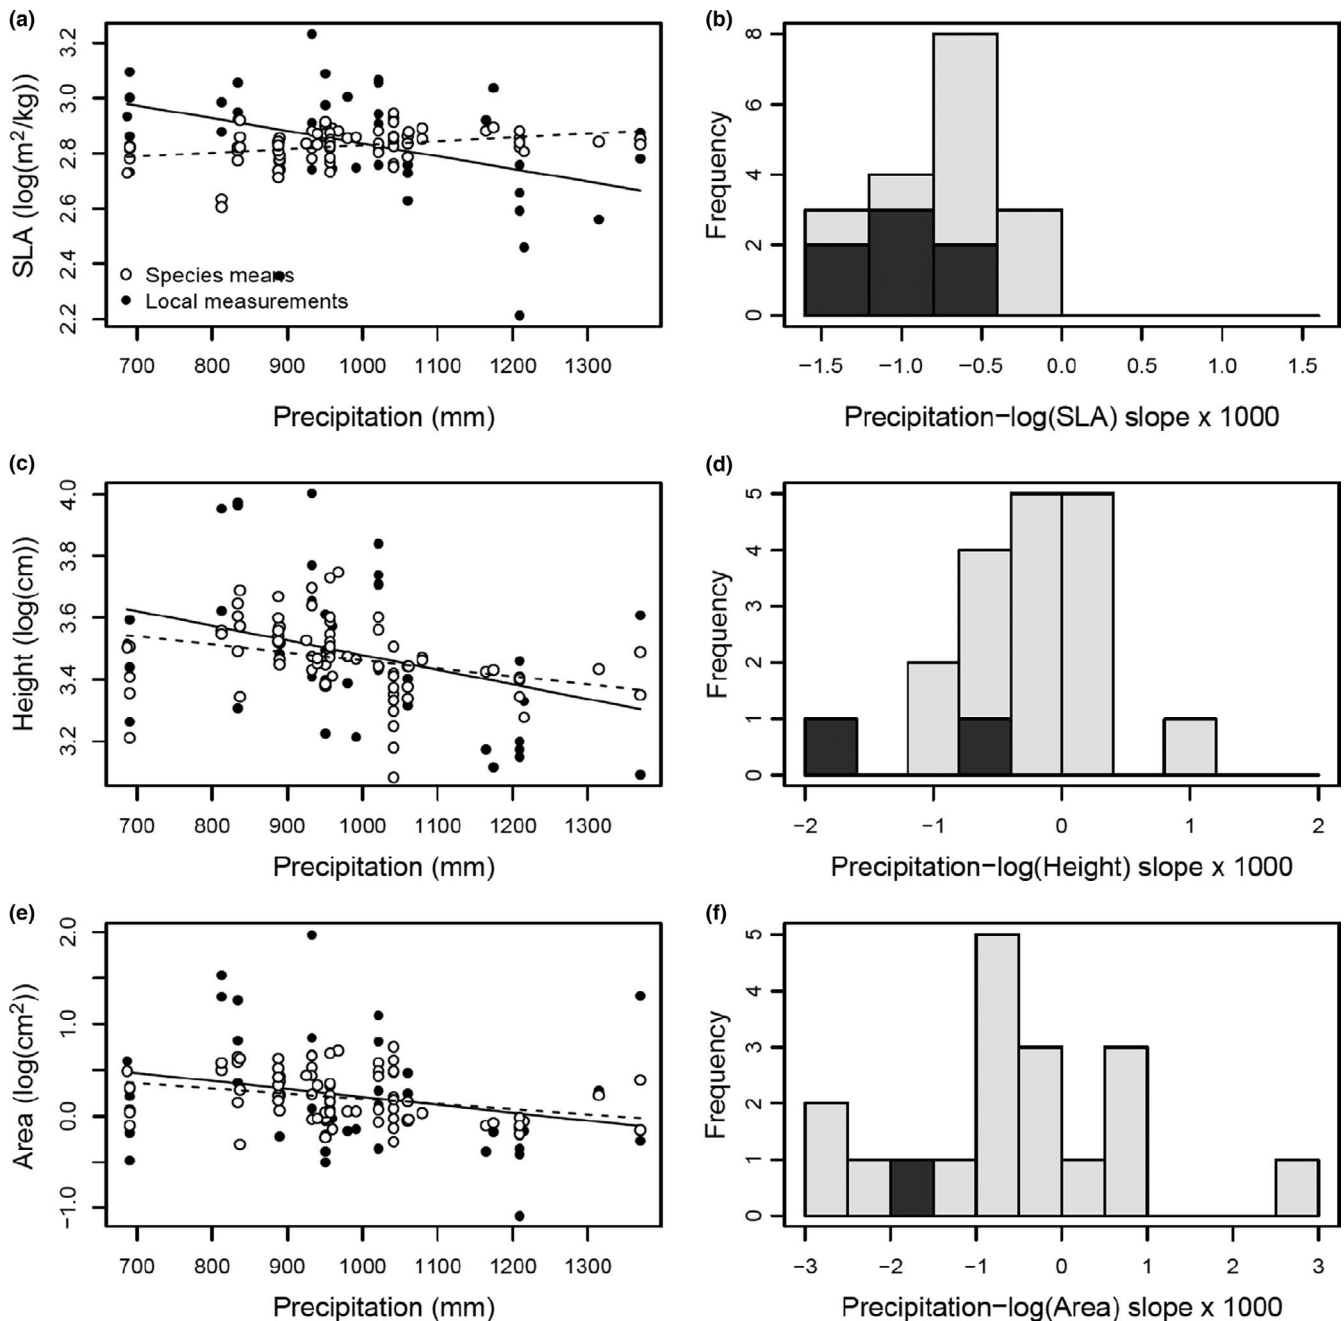 (a)
SLA (log(m²/kg))
3.2
3.0
2.8
2.6
2.4
2.2
Species means
Local measurements
700 800 900 1000 1100 1200 1300
Precipitation (mm)
(b)
Frequency
8
6
4
2
0
−1.5 −1.0 −0.5 0.0 0.5 1.0 1.5
Precipitation−log(SLA) slope x 1000
(c)
Height (log(cm))
4.0
3.8
3.6
3.4
3.2
700 800 900 1000 1100 1200 1300
Precipitation (mm)
(d)
Frequency
5
4
3
2
1
0
−2 −1 0 1 2
Precipitation−log(Height) slope x 1000
(e)
Area (log(cm²))
2.0
1.0
0.0
−1.0
700 800 900 1000 1100 1200 1300
Precipitation (mm)
(f)
Frequency
5
4
3
2
1
0
−3 −2 −1 0 1 2 3
Precipitation−log(Area) slope x 1000